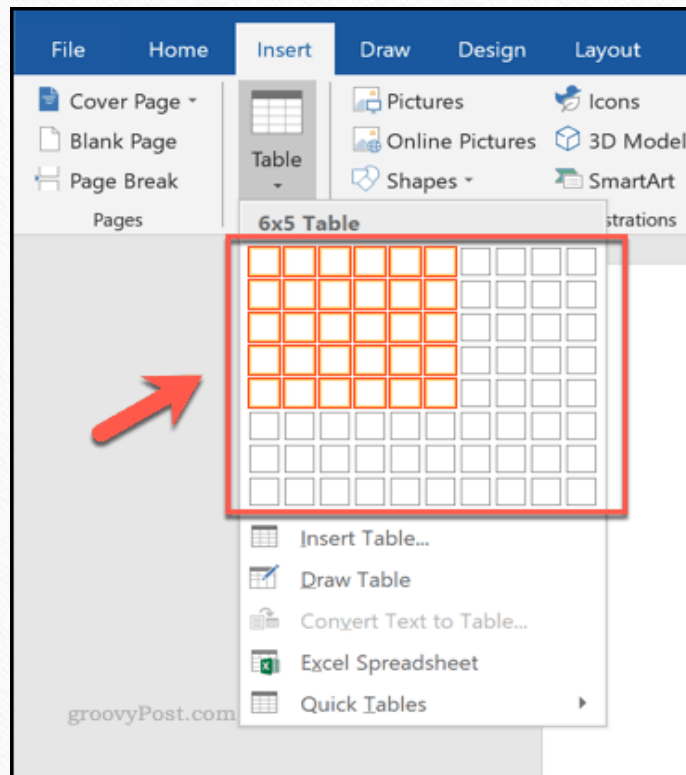 File Home Insert Draw Design Layout
Cover Page
Blank Page
Page Break
Pages
Table
Pictures
Online Pictures
Shapes
Icons
3D Model
SmartArt
strations
6x5 Table
Insert Table...
Draw Table
Convert Text to Table...
Excel Spreadsheet
Quick Tables
groovyPost.com